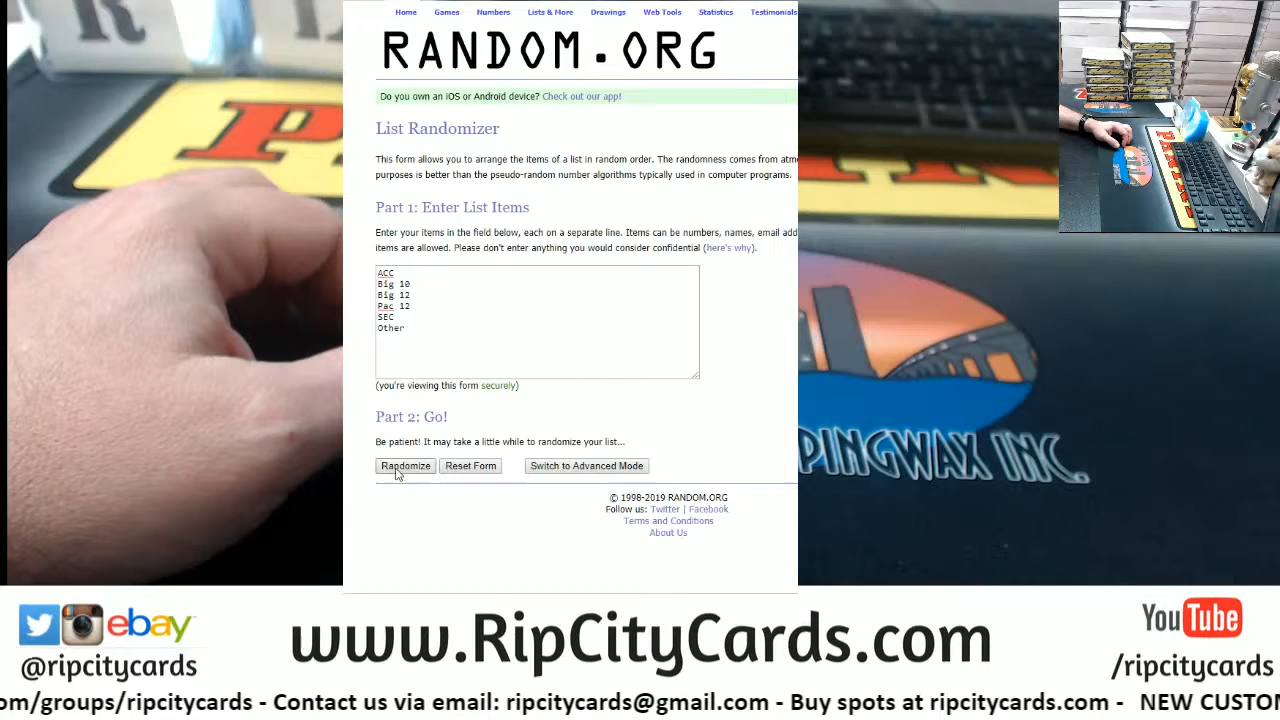 Home Games Numbers Lists & More Drawings Web Tools Statistics Testimonials
RANDOM.ORG
Do you own an iOS or Android device? Check out our app!
List Randomizer
This form allows you to arrange the items of a list in random order. The randomness comes from
purposes is better than the pseudo-random number algorithms typically used in computer programs.
Part 1: Enter List Items
Enter your items in the field below, each on a separate line. Items can be numbers, names, email
items are allowed. Please don't enter anything you would consider confidential (here's why).
ACC
Big 10
Big 12
Pac 12
SEC
Other
(you're viewing this form securely)
Part 2: Go!
Be patient! It may take a little while to randomize your list...
Randomize Reset Form Switch to Advanced Mode
© 1998-2019 RANDOM.ORG
Follow us: Twitter | Facebook
Terms and Conditions
About Us
PINGWAX INC.
ebay
www.RipCityCards.com
YouTube
@ripcitycards
/ripcitycards
om/groups/ripcitycards - Contact us via email: ripcitycards@gmail.com - Buy spots at ripcitycards.com - NEW CUSTO